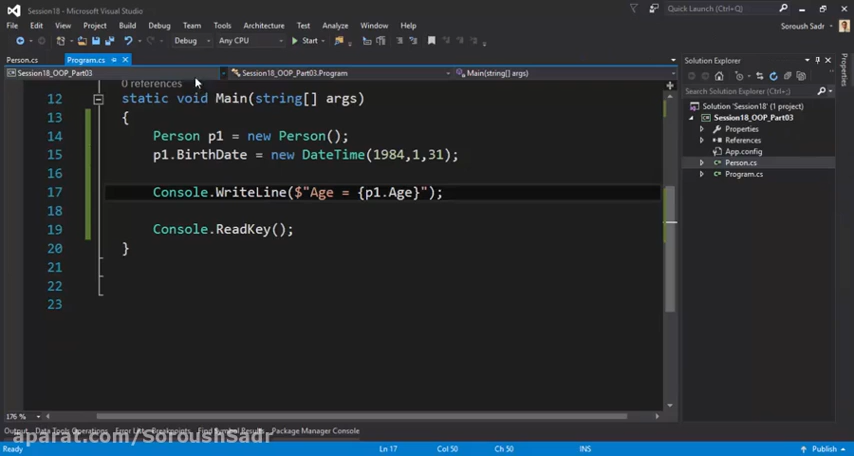 Session18 - Microsoft Visual Studio
Quick Launch (Ctrl+Q)
File Edit View Project Build Debug Team Tools Architecture Test Analyze Window Help
Soroush Sadr
Debug Any CPU Start
Person.cs Program.cs
Session18_OOP_Part03 Session18_OOP_Part03.Program Main(string[] args)
0 references
12 static void Main(string[] args)
13 {
14 Person p1 = new Person();
15 p1.BirthDate = new DateTime(1984,1,31);
16
17 Console.WriteLine($"Age = {p1.Age}");
18
19 Console.ReadKey();
20 }
21
22
23
176 %
Solution Explorer
Search Solution Explorer
Solution 'Session18' (1 project)
Session18_OOP_Part03
Properties
References
App.config
Person.cs
Program.cs
Properties
Output Data Tools Operations Error List Breakpoints Find Symbol Results Package Manager Console
aparat.com/SoroushSadr
Ready Ln 17 Col 50 Ch 50 INS Publish